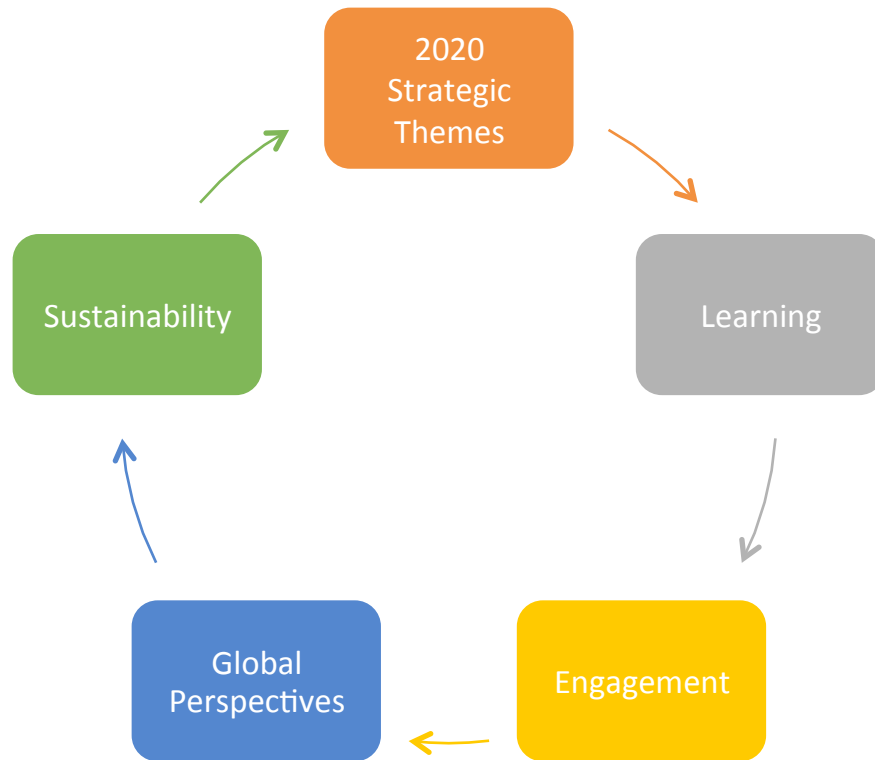 2020
Strategic
Themes
Learning
Engagement
Global
Perspectives
Sustainability